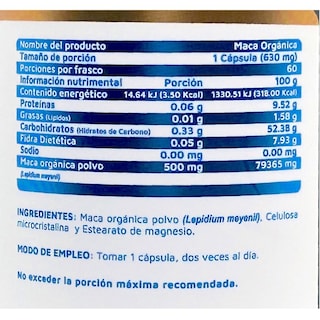 Nombre del producto Maca Orgánica
Tamaño de porción 1 Cápsula (630 mg)
Porciones por frasco 60
Información nutrimental Porción 100 g
Contenido energético 14.64 kJ (3.50 Kcal) 1330.51 kJ (318.00 Kcal)
Proteínas 0.06 g 9.52 g
Grasas (Lípidos) 0.01 g 1.58 g
Carbohidratos (Hidratos de Carbono) 0.33 g 52.38 g
Fidra Dietética 0.05 g 7.93 g
Sodio 0.00 mg 0.00 mg
Maca orgánica polvo 500 mg 79365 mg
(Lepidium meyenii)
INGREDIENTES: Maca orgánica polvo (Lepidium meyenii), Celulosa
microcristalina y Estearato de magnesio.
MODO DE EMPLEO: Tomar 1 cápsula, dos veces al día.
No exceder la porción máxima recomendada.